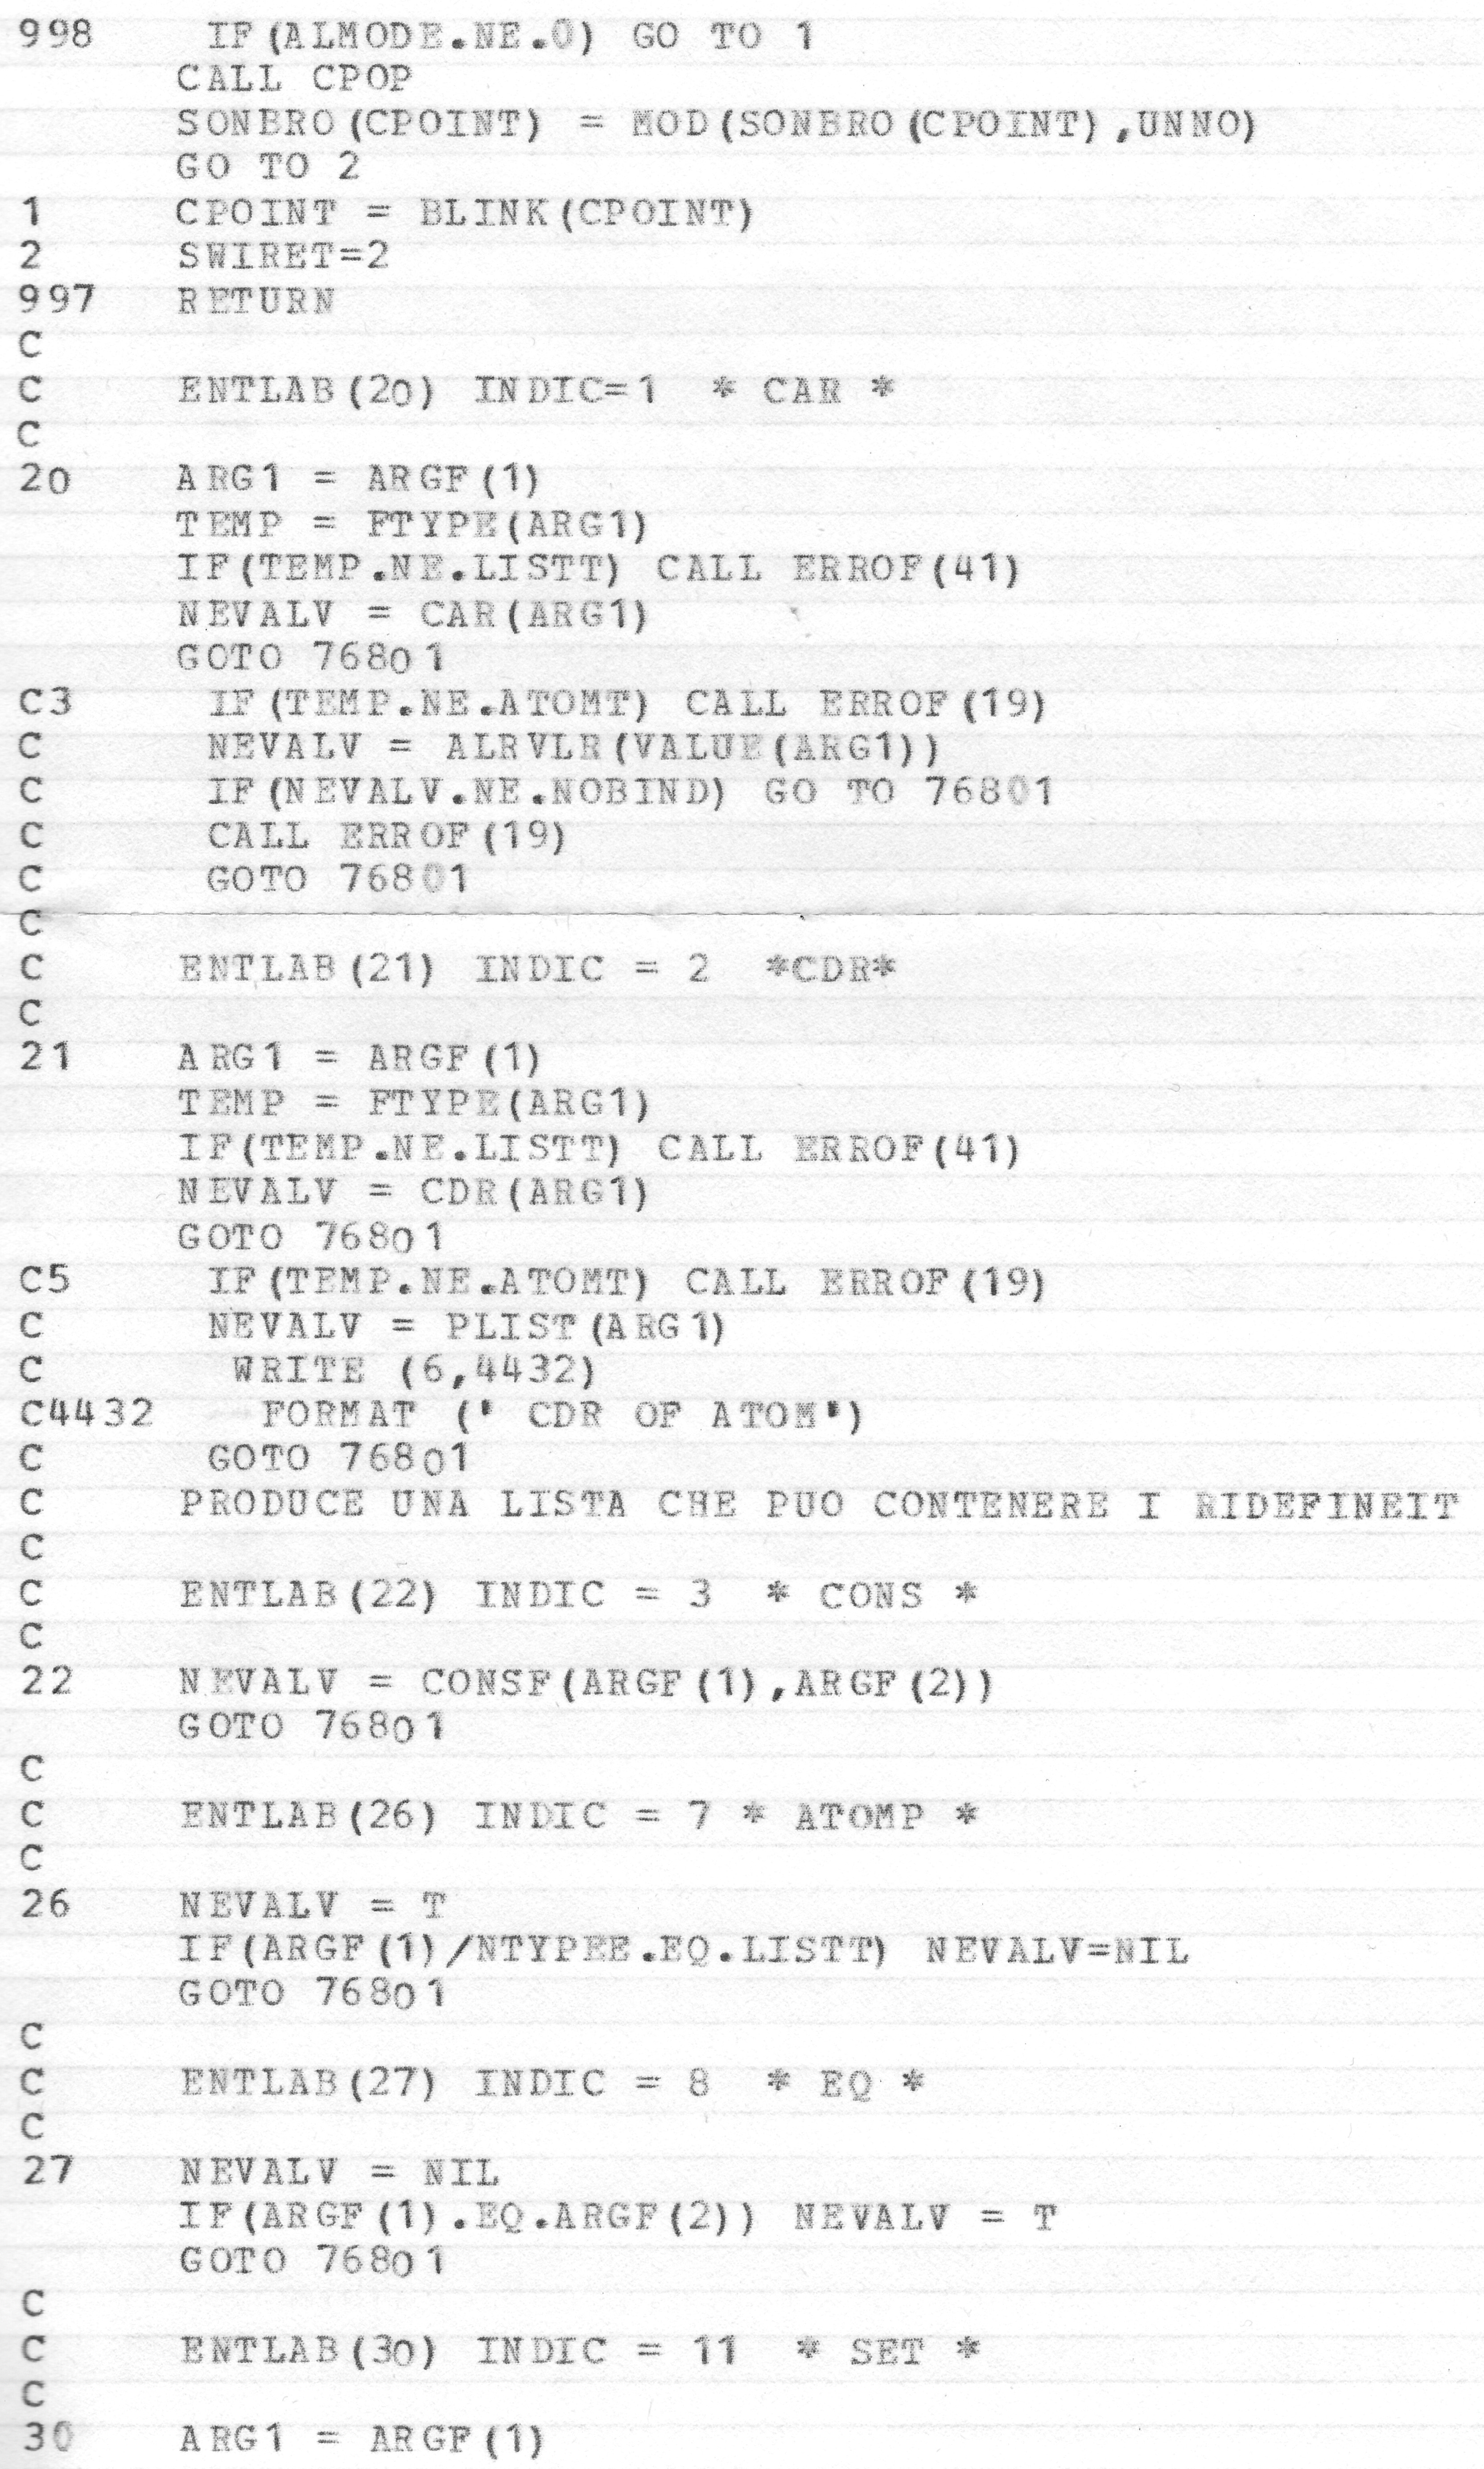 998     IF(ALMODE.NE.0) GO TO 1
      CALL CPOP
      SONBRO(CPOINT) = MOD(SONBRO(CPOINT),UNNO)
      GO TO 2
1     CPOINT = BLINK(CPOINT)
2     SWIRET=2
997   RETURN
C
C     ENTLAB(20) INDIC=1  * CAR *
C
20    ARG1 = ARGF(1)
      TEMP = FTYPE(ARG1)
      IF(TEMP.NE.LISTT) CALL ERROF(41)
      NEVALV = CAR(ARG1)
      GOTO 76801
C3     IF(TEMP.NE.ATOMT) CALL ERROF(19)
C      NEVALV = ALRVLR(VALUE(ARG1))
C      IF(NEVALV.NE.NOBIND) GO TO 76801
C      CALL ERROF(19)
C      GOTO 76801
C
C     ENTLAB(21) INDIC = 2  *CDR*
C
21    ARG1 = ARGF(1)
      TEMP = FTYPE(ARG1)
      IF(TEMP.NE.LISTT) CALL ERROF(41)
      NEVALV = CDR(ARG1)
      GOTO 76801
C5     IF(TEMP.NE.ATOMT) CALL ERROF(19)
C      NEVALV = PLIST(ARG1)
C       WRITE (6,4432)
C4432    FORMAT (' CDR OF ATOM')
C      GOTO 76801
C     PRODUCE UNA LISTA CHE PUO CONTENERE I RIDEFINEIT
C
C     ENTLAB(22) INDIC = 3  * CONS *
C
22    NEVALV = CONSF(ARGF(1),ARGF(2))
      GOTO 76801
C
C     ENTLAB(26) INDIC = 7 * ATOMP *
C
26    NEVALV = T
      IF(ARGF(1)/NTYPEE.EQ.LISTT) NEVALV=NIL
      GOTO 76801
C
C     ENTLAB(27) INDIC = 8  * EQ *
C
27    NEVALV = NIL
      IF(ARGF(1).EQ.ARGF(2)) NEVALV = T
      GOTO 76801
C
C     ENTLAB(30) INDIC = 11  * SET *
C
30    ARG1 = ARGF(1)